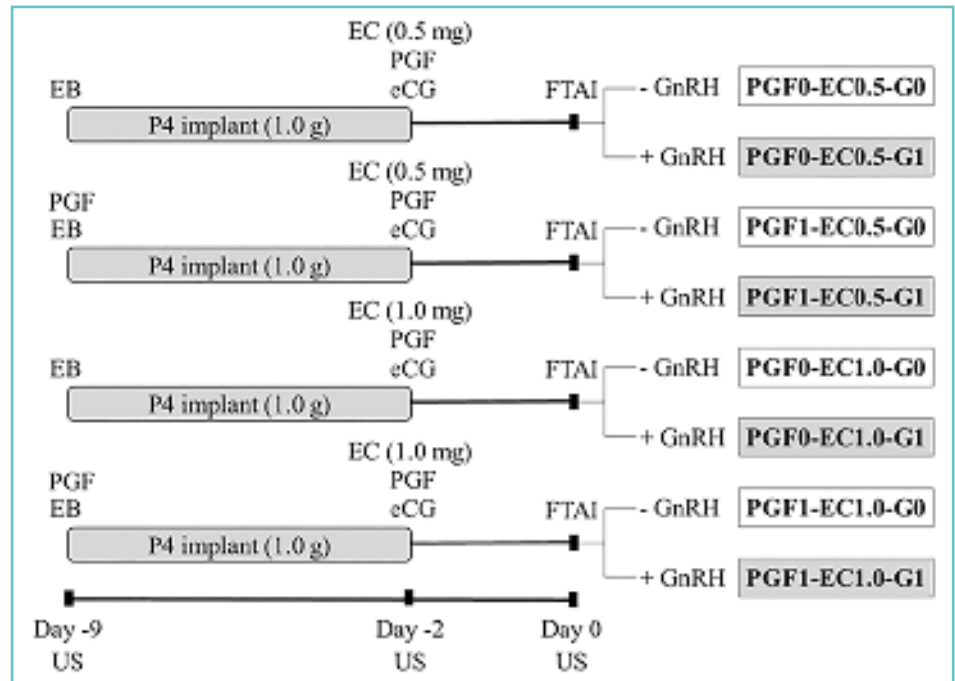 EC (0.5 mg)
PGF
EB eCG FTAI - GnRH PGF0-EC0.5-G0
P4 implant (1.0 g)
+ GnRH PGF0-EC0.5-G1
EC (0.5 mg)
PGF PGF
EB eCG FTAI - GnRH PGF1-EC0.5-G0
P4 implant (1.0 g)
+ GnRH PGF1-EC0.5-G1
EC (1.0 mg)
PGF
EB eCG FTAI - GnRH PGF0-EC1.0-G0
P4 implant (1.0 g)
+ GnRH PGF0-EC1.0-G1
EC (1.0 mg)
PGF PGF
EB eCG FTAI - GnRH PGF1-EC1.0-G0
P4 implant (1.0 g)
+ GnRH PGF1-EC1.0-G1
Day -9 Day -2 Day 0
US US US